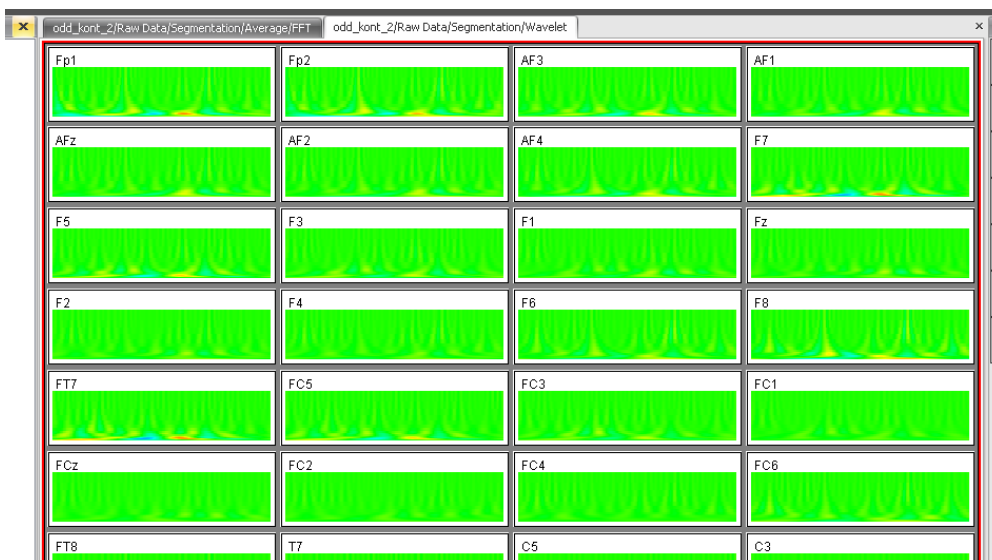 odd_kont_2/Raw Data/Segmentation/Average/FFT
odd_kont_2/Raw Data/Segmentation/Wavelet
Fp1
Fp2
AF3
AF1
AFz
AF2
AF4
F7
F5
F3
F1
Fz
F2
F4
F6
F8
FT7
FC5
FC3
FC1
FCz
FC2
FC4
FC6
FT8
T7
C5
C3